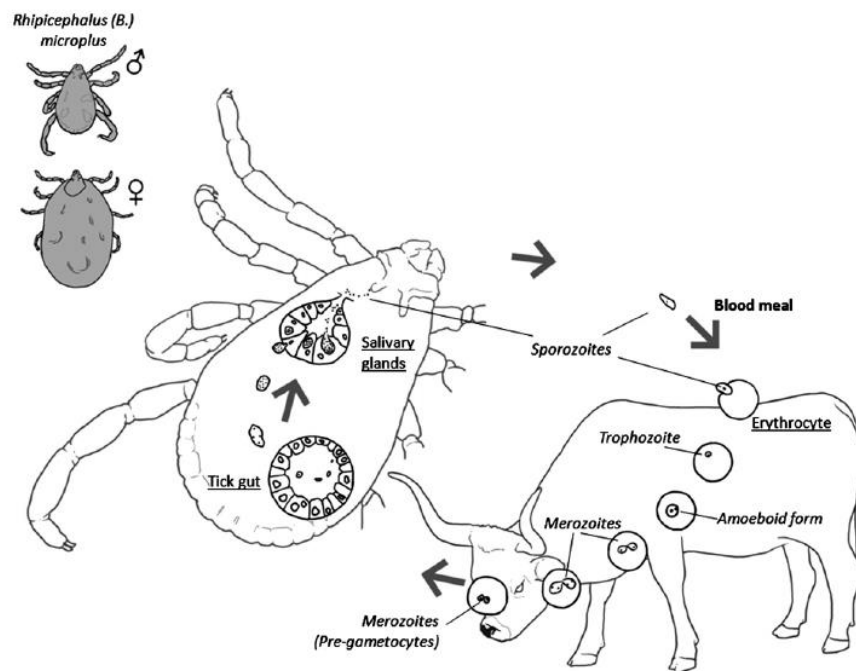 Rhipicephalus (B.)
microplus
♂
♀
Salivary
glands
Tick gut
Sporozoites
Blood meal
Erythrocyte
Trophozoite
Amoeboid form
Merozoites
Merozoites
(Pre-gametocytes)